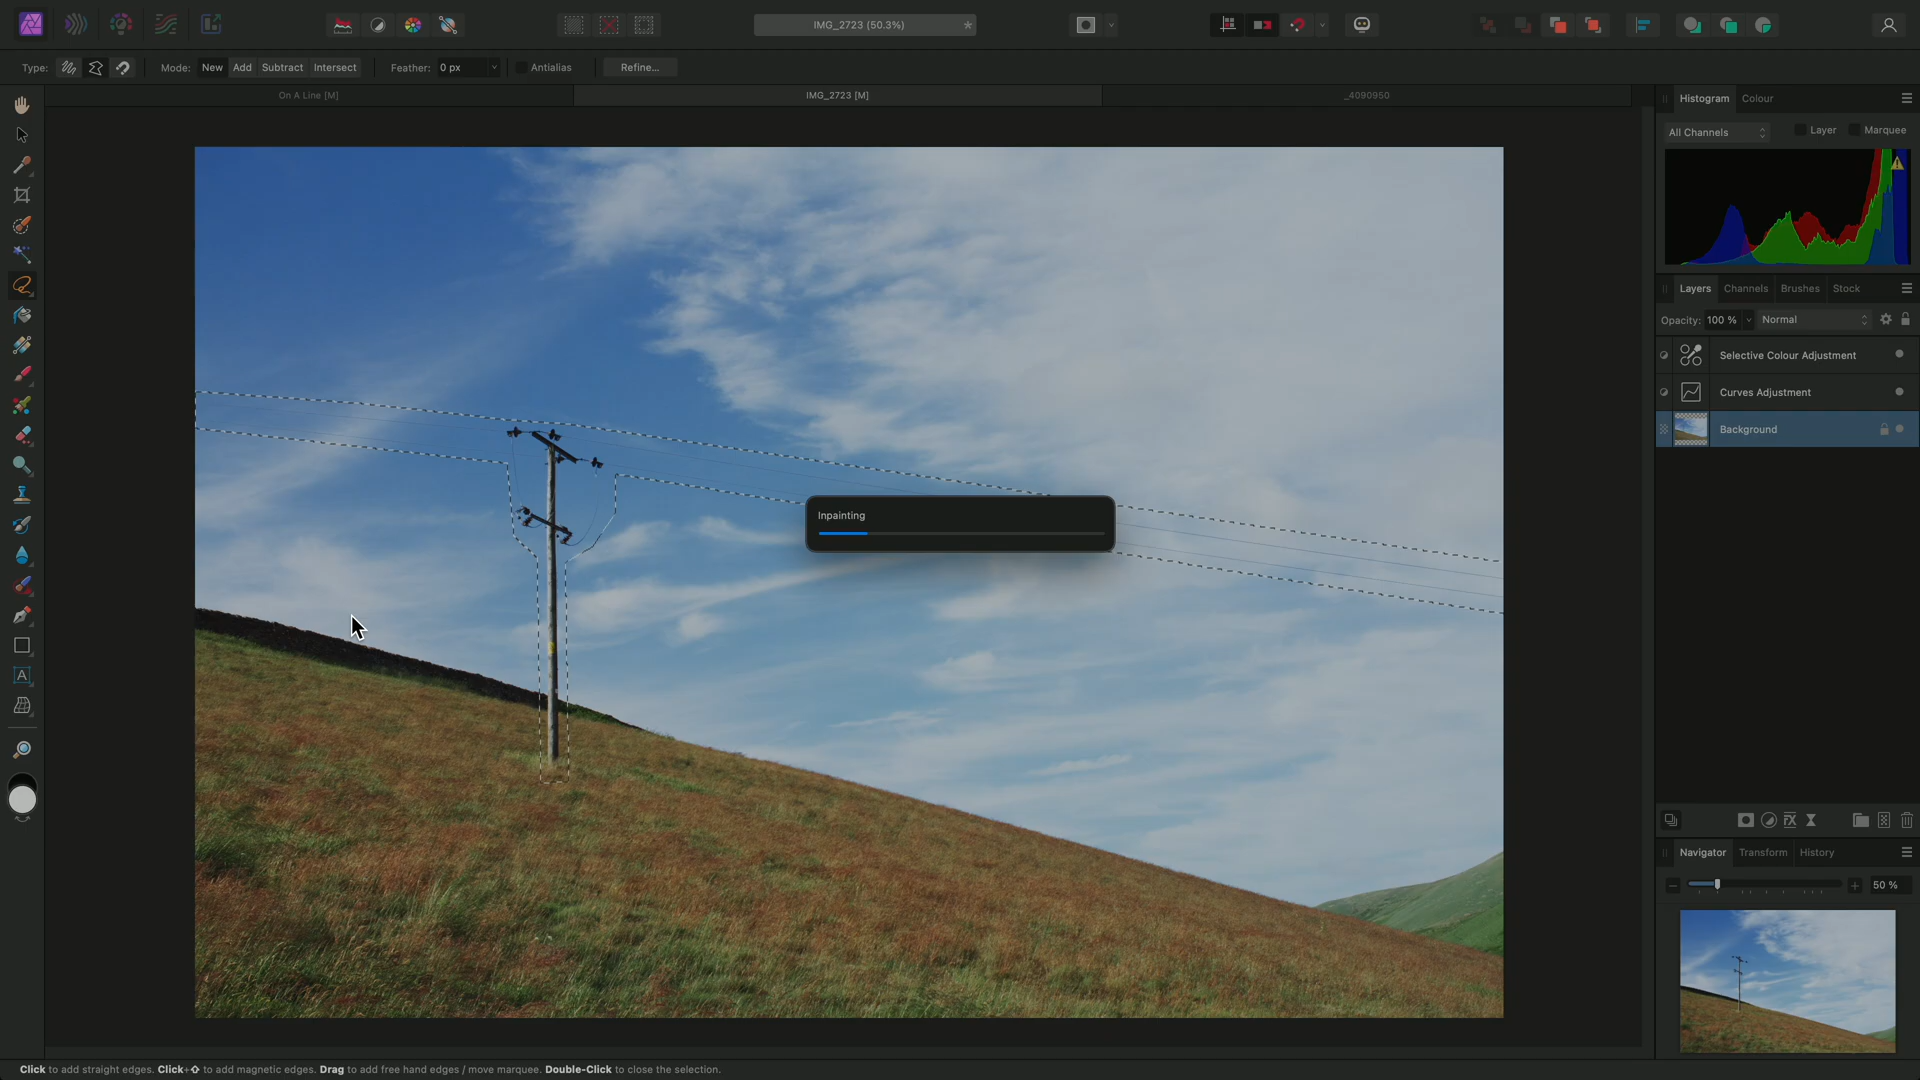 IMG_2723 (50.3%)
*
Type:
Mode: New Add Subtract Intersect
Feather: 0 px
Antialias
Refine...
On A Line [M]
IMG_2723 [M]
_4090950
Histogram Colour
All Channels
Layer
Marquee
Layers Channels Brushes Stock
Opacity: 100 %
Normal
Selective Colour Adjustment
Curves Adjustment
Background
Inpainting
A
FX
Navigator Transform History
50 %
Click to add straight edges. Click+⇧ to add magnetic edges. Drag to add free hand edges / move marquee. Double-Click to close the selection.